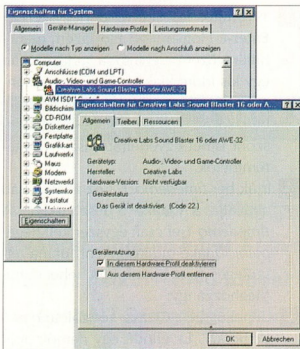 Eigenschaften für System
Allgemein Geräte-Manager Hardware-Profile Leistungsmerkmale
Modelle nach Typ anzeigen Modelle nach Anschluß anzeigen
Computer
Anschlüsse (COM und LPT)
Audio-, Video- und Game-Controller
Creative Labs Sound Blaster 16 oder AWE-32
AVM ISDN
Bildschirm
CD-ROM
Disketten
Festplatte
Grafikkart
Laufwerk
Maus
Modem
Netzwerk
Systemko
Tastatur
Eigenschaften
Eigenschaften für Creative Labs Sound Blaster 16 oder A...
Allgemein Treiber Ressourcen
Creative Labs Sound Blaster 16 oder AWE-32
Gerätetyp: Audio-, Video- und Game-Controller
Hersteller: Creative Labs
Hardware-Version: Nicht verfügbar
Gerätestatus
Das Gerät ist deaktiviert. (Code 22.)
Gerätenutzung
In diesem Hardware Profil deaktivieren
Aus diesem Hardware-Profil entfernen
OK Abbrechen